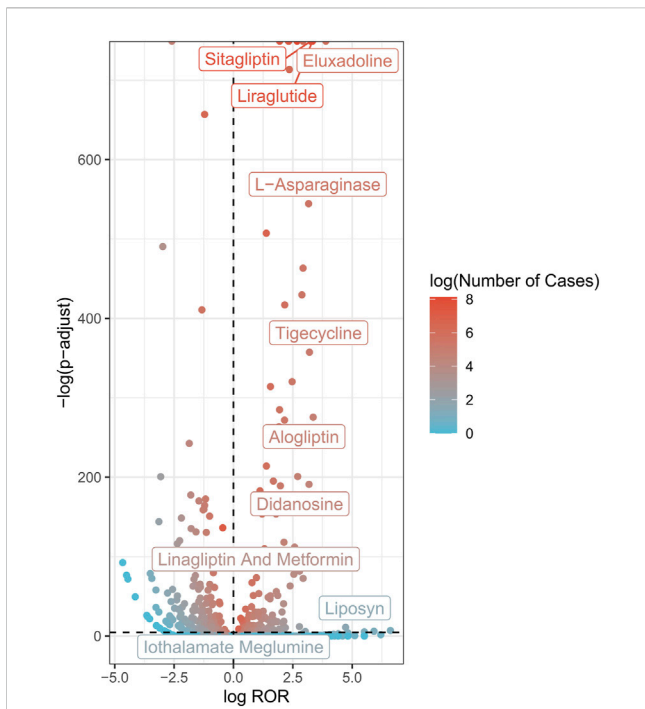 Sitagliptin
Eluxadoline
Liraglutide
600
L−Asparaginase
log(Number of Cases)
8
6
4
2
0
−log(p−adjust)
400
Tigecycline
Alogliptin
200
Didanosine
Linagliptin And Metformin
Liposyn
0
Iothalamate Meglumine
−5.0
−2.5
0.0
2.5
5.0
log ROR